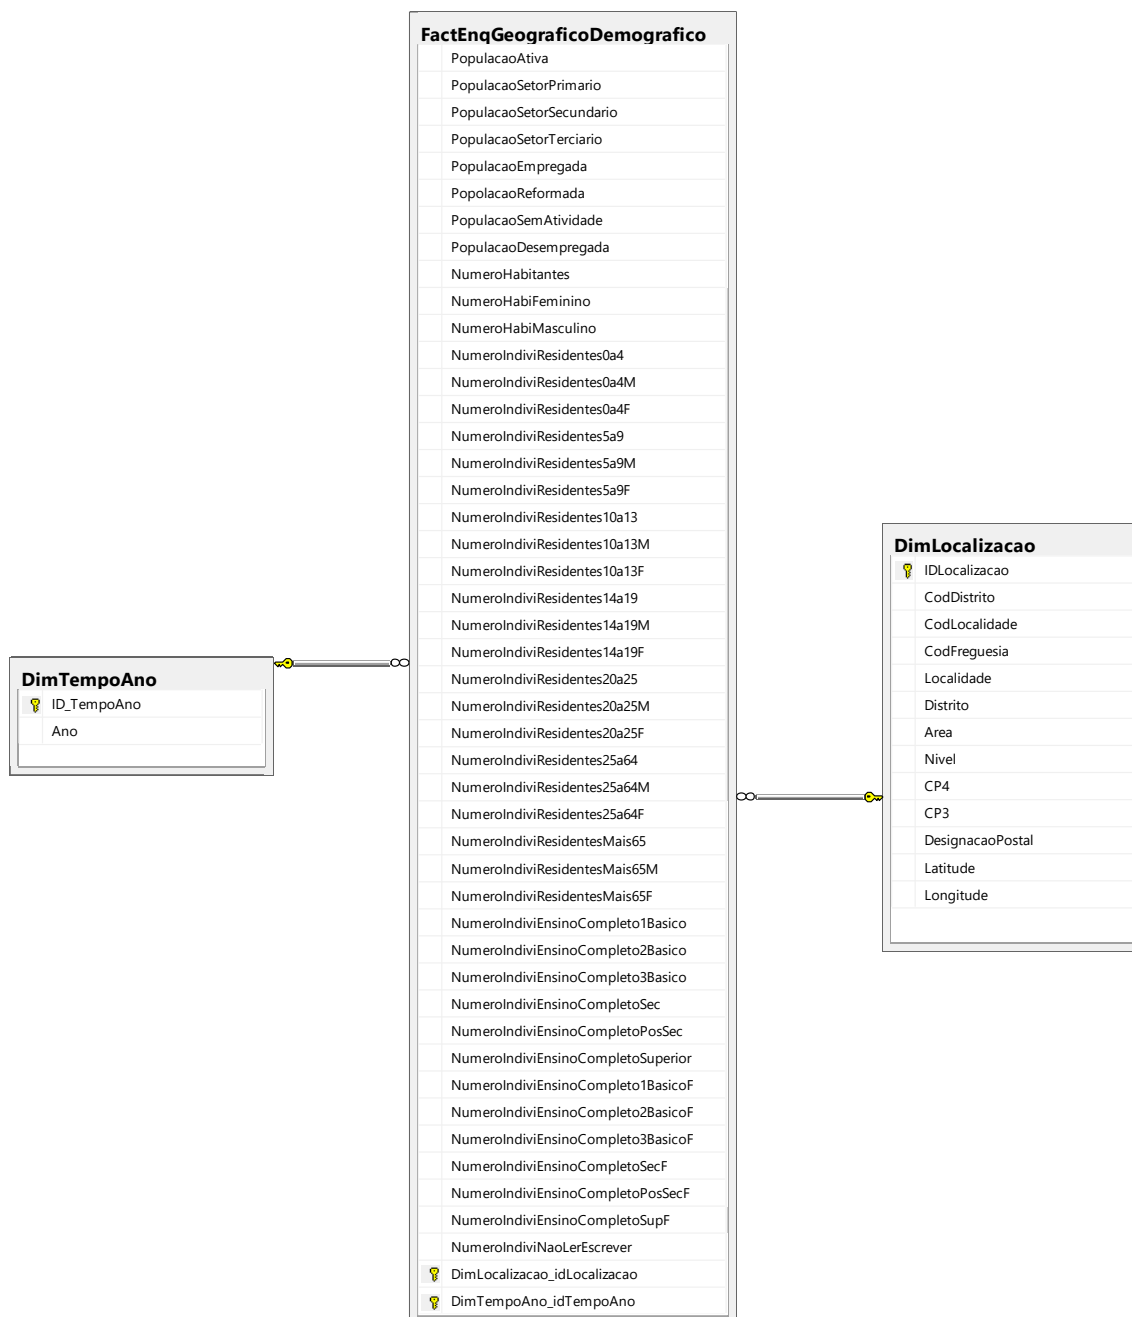 FactEnqGeograficoDemografico
PopulacaoAtiva
PopulacaoSetorPrimario
PopulacaoSetorSecundario
PopulacaoSetorTerciario
PopulacaoEmpregada
PopolacaoReformada
PopulacaoSemAtividade
PopulacaoDesempregada
NumeroHabitantes
NumeroHabiFeminino
NumeroHabiMasculino
NumeroIndiviResidentes0a4
NumeroIndiviResidentes0a4M
NumeroIndiviResidentes0a4F
NumeroIndiviResidentes5a9
NumeroIndiviResidentes5a9M
NumeroIndiviResidentes5a9F
NumeroIndiviResidentes10a13
NumeroIndiviResidentes10a13M
NumeroIndiviResidentes10a13F
NumeroIndiviResidentes14a19
NumeroIndiviResidentes14a19M
NumeroIndiviResidentes14a19F
NumeroIndiviResidentes20a25
NumeroIndiviResidentes20a25M
NumeroIndiviResidentes20a25F
NumeroIndiviResidentes25a64
NumeroIndiviResidentes25a64M
NumeroIndiviResidentes25a64F
NumeroIndiviResidentesMais65
NumeroIndiviResidentesMais65M
NumeroIndiviResidentesMais65F
NumeroIndiviEnsinoCompleto1Basico
NumeroIndiviEnsinoCompleto2Basico
NumeroIndiviEnsinoCompleto3Basico
NumeroIndiviEnsinoCompletoSec
NumeroIndiviEnsinoCompletoPosSec
NumeroIndiviEnsinoCompletoSuperior
NumeroIndiviEnsinoCompleto1BasicoF
NumeroIndiviEnsinoCompleto2BasicoF
NumeroIndiviEnsinoCompleto3BasicoF
NumeroIndiviEnsinoCompletoSecF
NumeroIndiviEnsinoCompletoPosSecF
NumeroIndiviEnsinoCompletoSupF
NumeroIndiviNaoLerEscrever
DimLocalizacao_idLocalizacao
DimTempoAno_idTempoAno
DimTempoAno
ID_TempoAno
Ano
DimLocalizacao
IDLocalizacao
CodDistrito
CodLocalidade
CodFreguesia
Localidade
Distrito
Area
Nivel
CP4
CP3
DesignacaoPostal
Latitude
Longitude